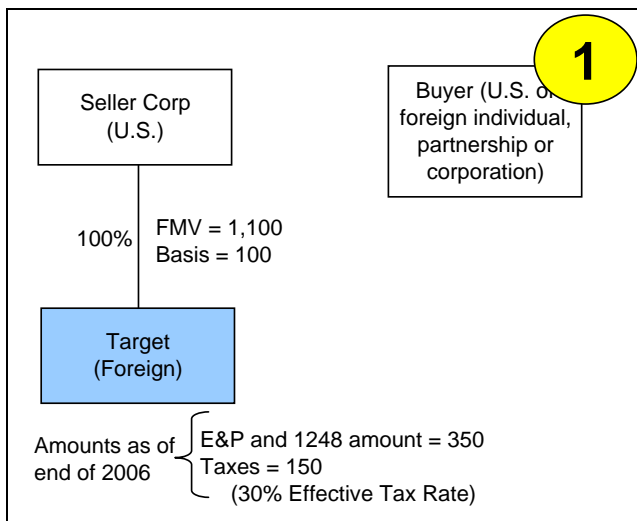 1
Seller Corp
(U.S.)
Buyer (U.S. or
foreign individual,
partnership or
corporation)
100%
FMV = 1,100
Basis = 100
Target
(Foreign)
Amounts as of
end of 2006
E&P and 1248 amount = 350
Taxes = 150
(30% Effective Tax Rate)